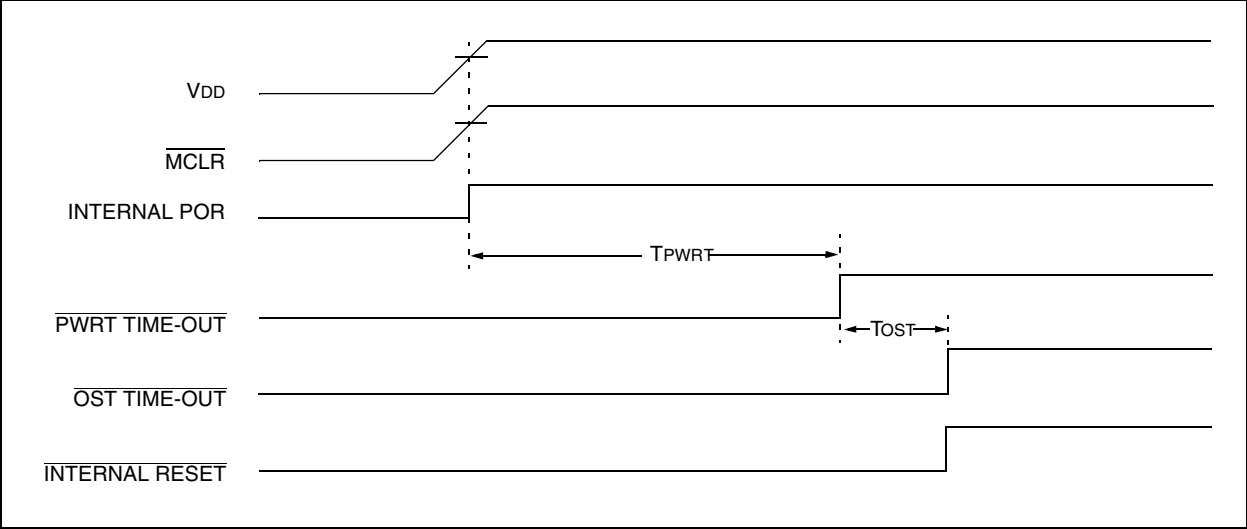 VDD
MCLR
INTERNAL POR
TPWRT
PWRT TIME-OUT
TOST
OST TIME-OUT
INTERNAL RESET